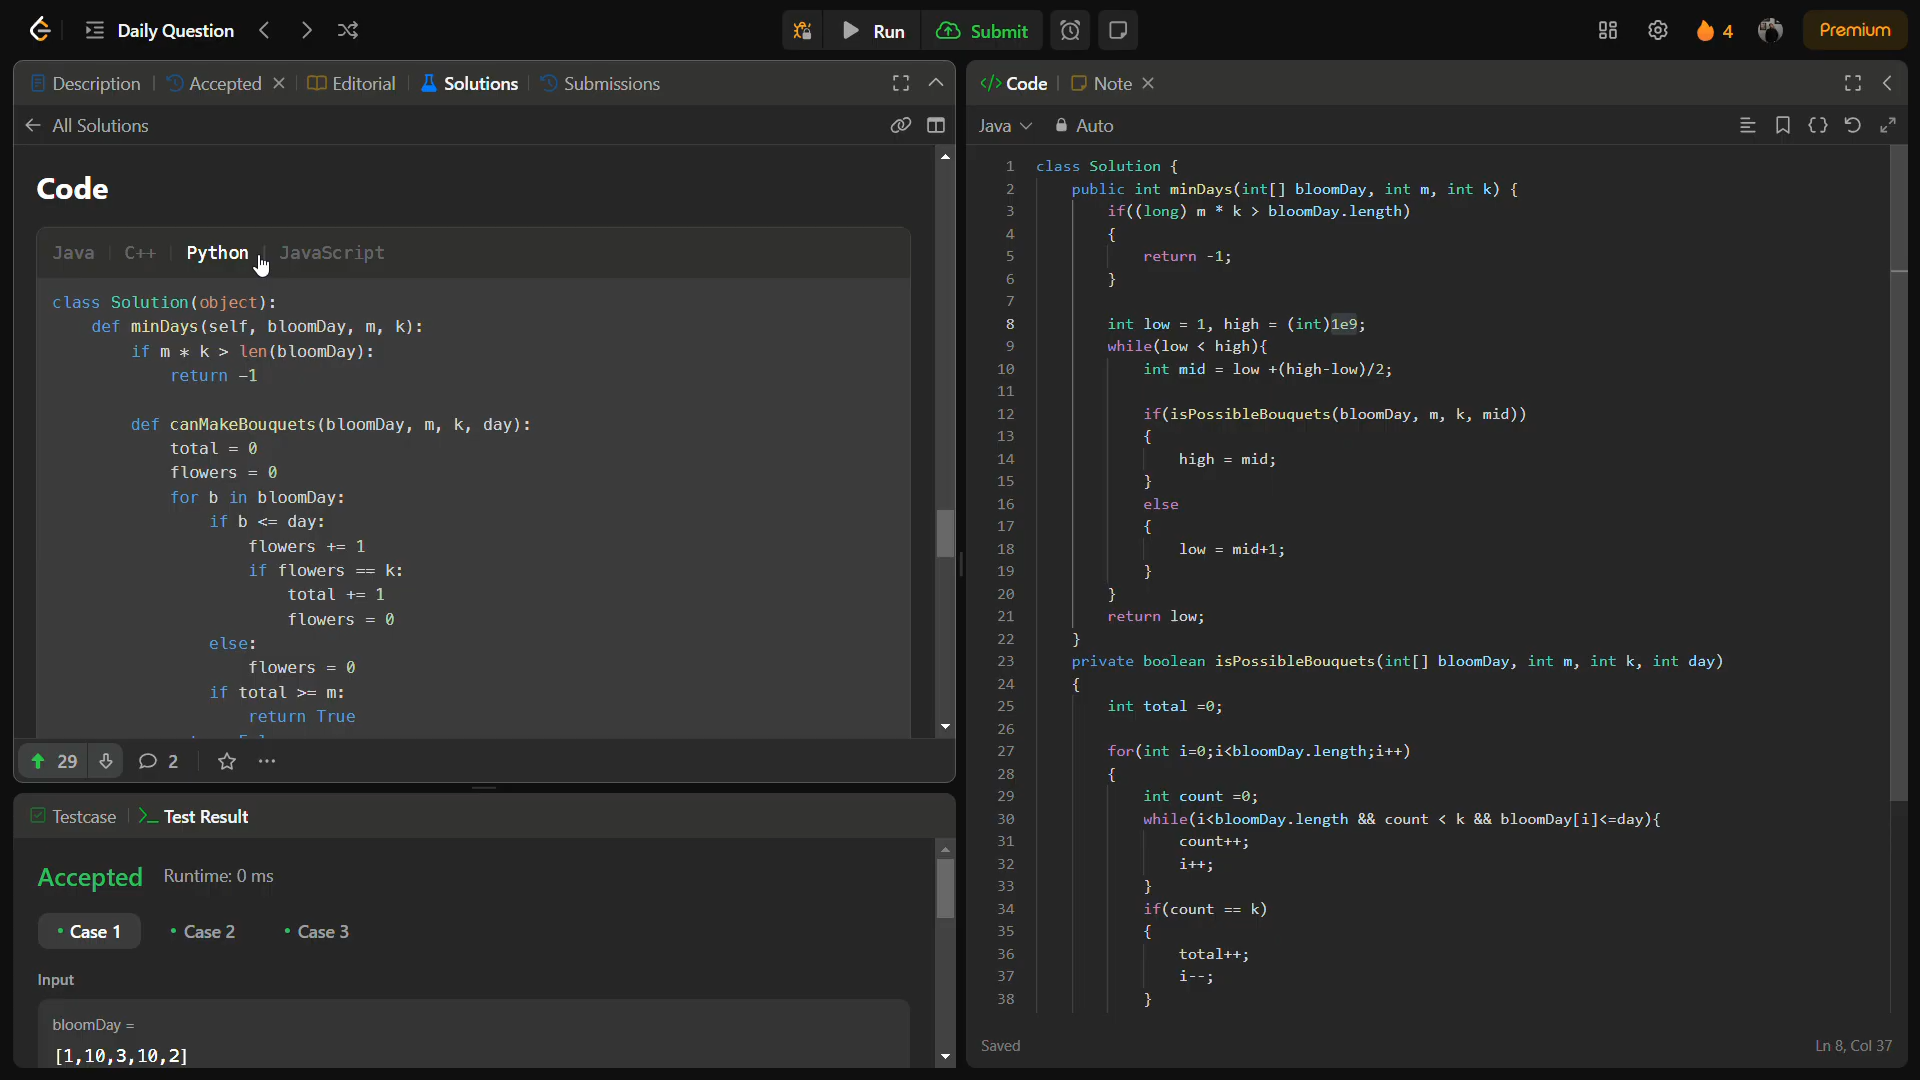 Daily Question
Run
Submit
4
Premium
Description
Accepted
Editorial
Solutions
Submissions
All Solutions
Code
Java
C++
Python
JavaScript
class Solution(object):
def minDays(self, bloomDay, m, k):
if m * k > len(bloomDay):
return -1
def canMakeBouquets(bloomDay, m, k, day):
total = 0
flowers = 0
for b in bloomDay:
if b <= day:
flowers += 1
if flowers == k:
total += 1
flowers = 0
else:
flowers = 0
if total >= m:
return True
29
2
Testcase
Test Result
Accepted
Runtime: 0 ms
Case 1
Case 2
Case 3
Input
bloomDay =
[1,10,3,10,2]
Code
Note
Java
Auto
1 class Solution {
2 public int minDays(int[] bloomDay, int m, int k) {
3 if((long) m * k > bloomDay.length)
4 {
5 return -1;
6 }
7
8 int low = 1, high = (int)1e9;
9 while(low < high){
10 int mid = low +(high-low)/2;
11
12 if(isPossibleBouquets(bloomDay, m, k, mid))
13 {
14 high = mid;
15 }
16 else
17 {
18 low = mid+1;
19 }
20 }
21 return low;
22 }
23 private boolean isPossibleBouquets(int[] bloomDay, int m, int k, int day)
24 {
25 int total =0;
26
27 for(int i=0;i<bloomDay.length;i++)
28 {
29 int count =0;
30 while(i<bloomDay.length && count < k && bloomDay[i]<=day){
31 count++;
32 i++;
33 }
34 if(count == k)
35 {
36 total++;
37 i--;
38 }
Saved
Ln 8, Col 37